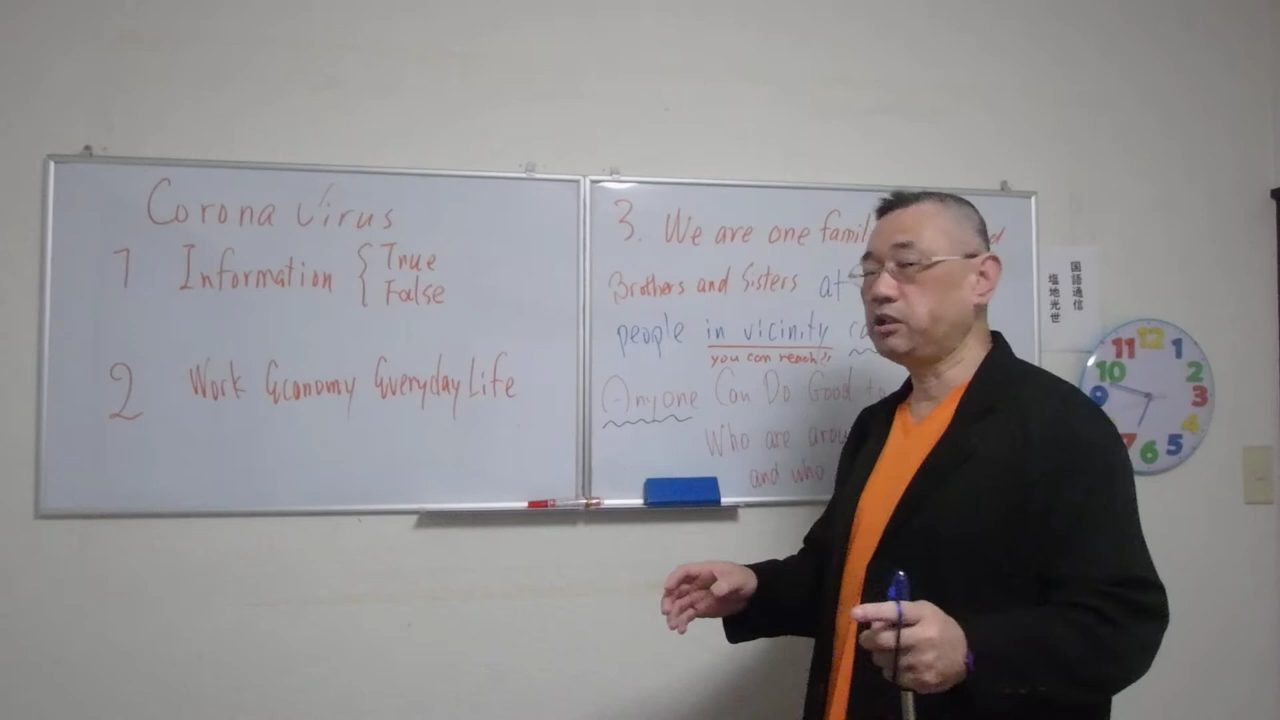 Corona Virus
1 Information { True
False
2 Work Economy Everyday Life
3. We are one famil
Brothers and Sisters at
people in vicinity
you can reach
Anyone Can Do Good to
Who are arou
and who
国語通信
塩地光世
12
1
2
3
4
5
6
7
9
10
11